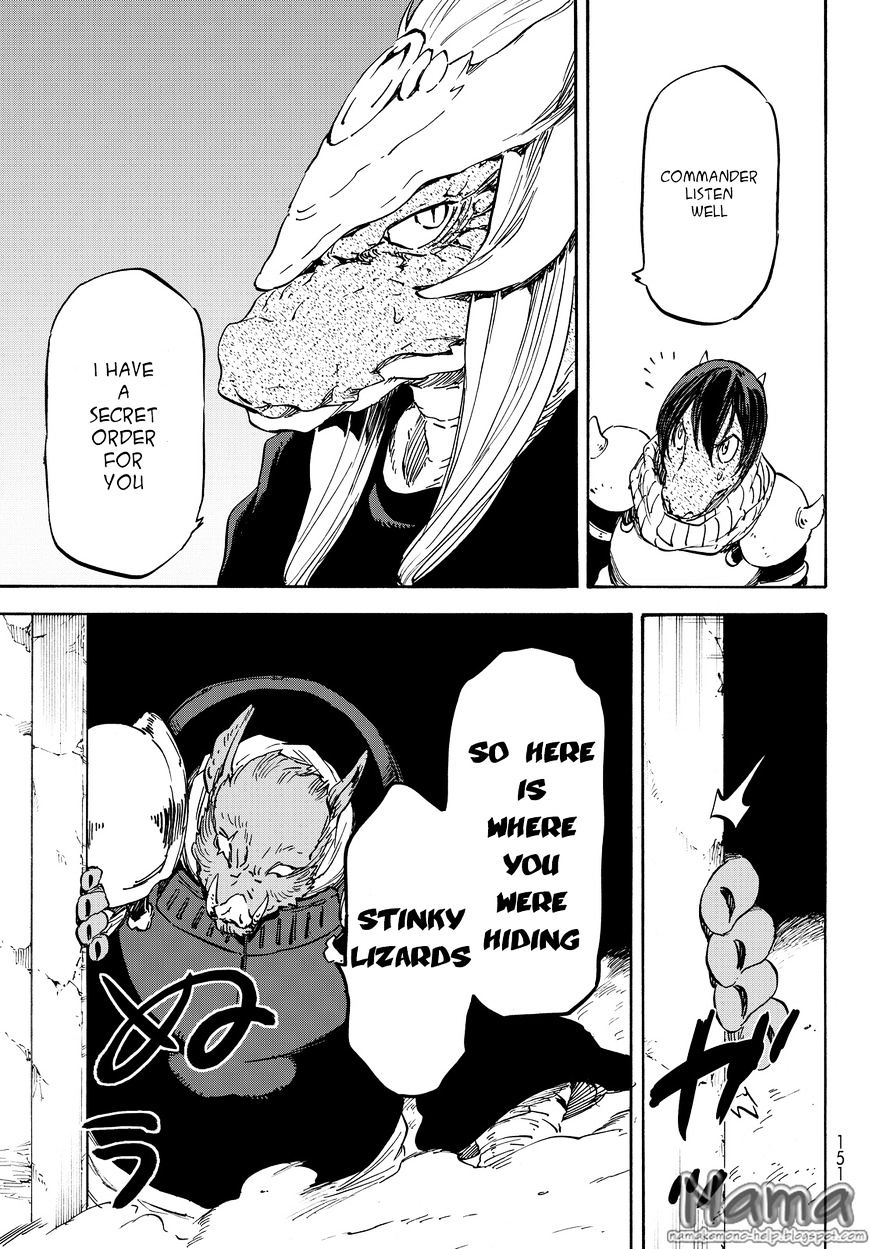 COMMANDER
LISTEN
WELL
I HAVE
A
SECRET
ORDER
FOR
YOU
ガッ
SO HERE
IS
WHERE
YOU
WERE
HIDING
STINKY
LIZARDS
ぬ
ラ
151
Nama
namakemono-help.blogspot.com